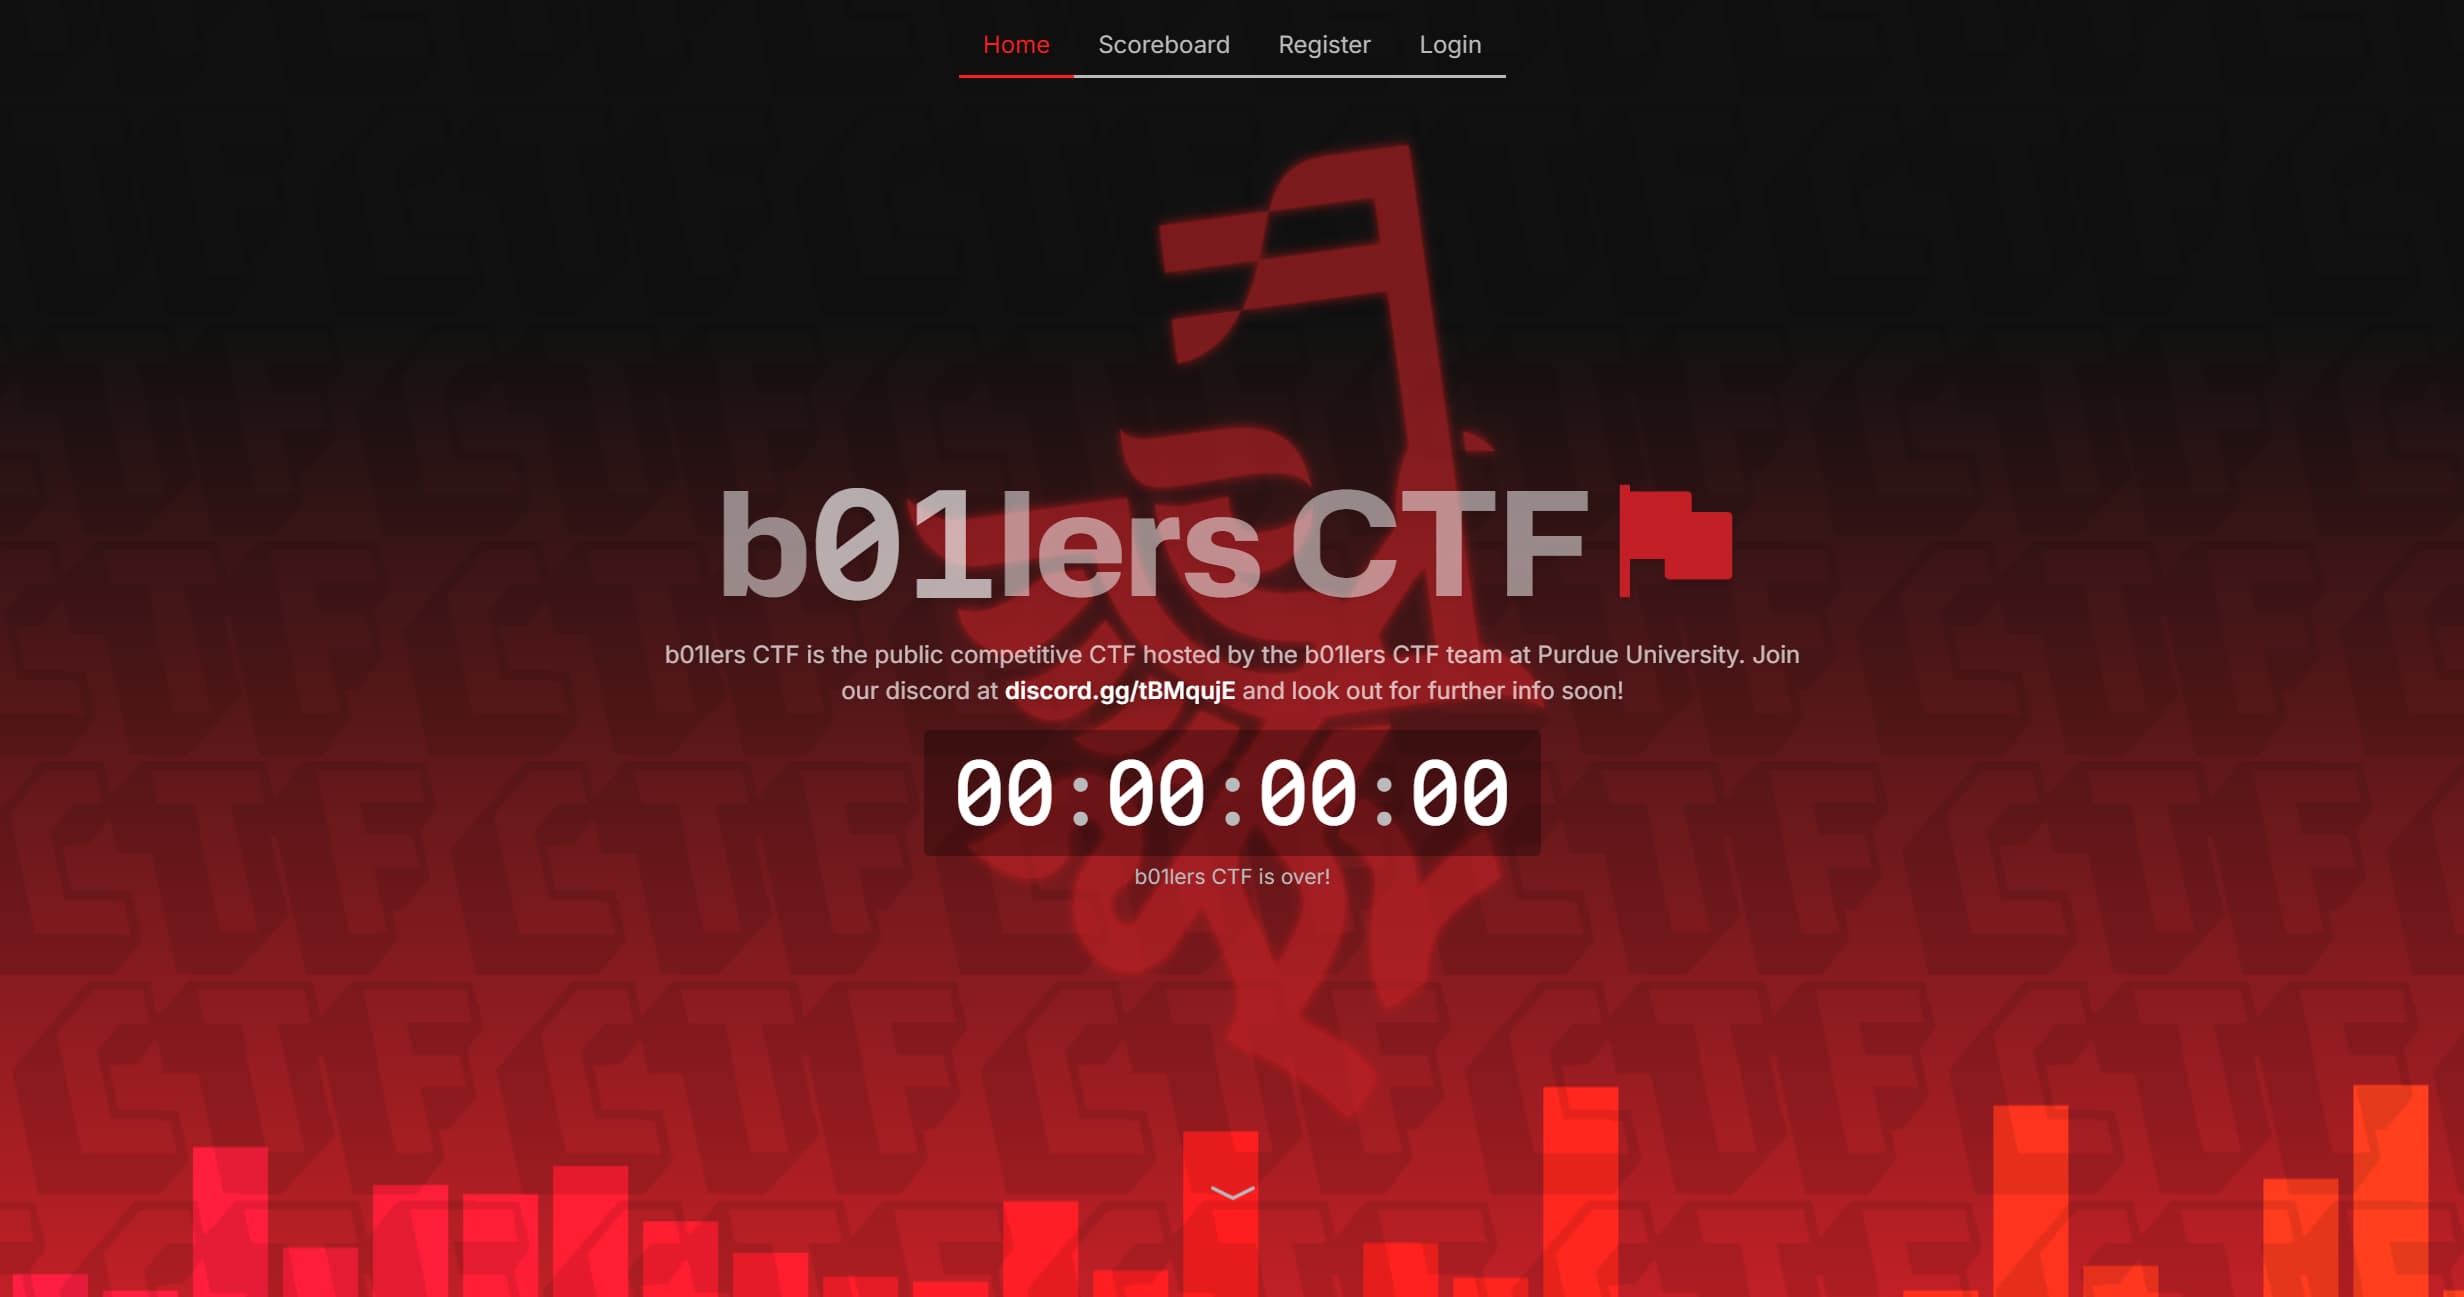 Home Scoreboard Register Login
b01lers CTF
b01lers CTF is the public competitive CTF hosted by the b01lers CTF team at Purdue University. Join
our discord at discord.gg/tBMqujE and look out for further info soon!
00:00:00:00
b01lers CTF is over!